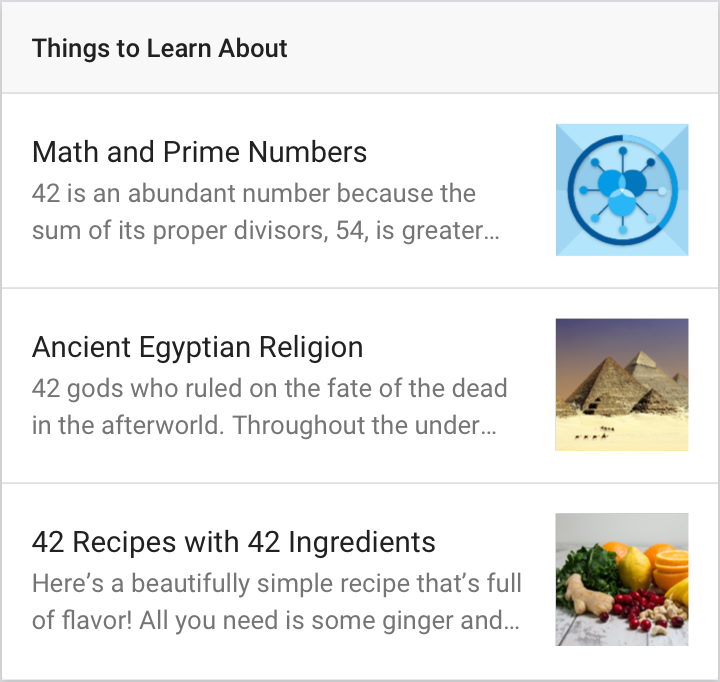 Things to Learn About
Math and Prime Numbers
42 is an abundant number because the
sum of its proper divisors, 54, is greater...
Ancient Egyptian Religion
42 gods who ruled on the fate of the dead
in the afterworld. Throughout the under...
42 Recipes with 42 Ingredients
Here’s a beautifully simple recipe that’s full
of flavor! All you need is some ginger and...